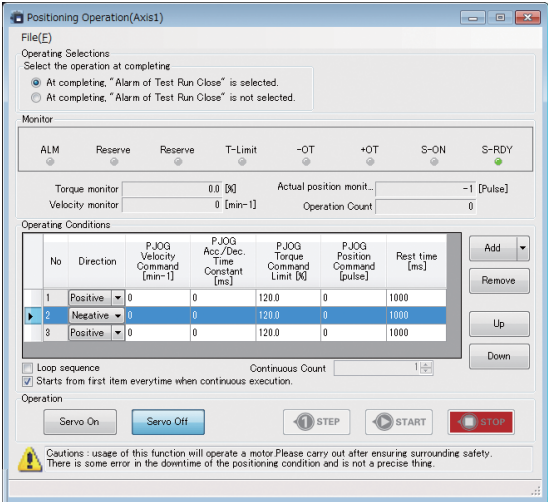 Positioning Operation(Axis1)
File(F)
Operating Selections
Select the operation at completing
At completing, "Alarm of Test Run Close" is selected.
At completing, "Alarm of Test Run Close" is not selected.
Monitor
ALM Reserve Reserve T-Limit -OT +OT S-ON S-RDY
Torque monitor 0.0 [%] Actual position monit... -1 [Pulse]
Velocity monitor 0 [min-1] Operation Count 0
Operating Conditions
No Direction PJOG Velocity Command [min-1] PJOG Acc./Dec. Time Constant [ms] PJOG Torque Command Limit [%] PJOG Position Command [pulse] Rest time [ms]
1 Positive 0 0 120.0 0 1000
2 Negative 0 0 120.0 0 1000
3 Positive 0 0 120.0 0 1000
Add
Remove
Up
Down
Loop sequence Continuous Count 1
Starts from first item everytime when continuous execution.
Operation
Servo On Servo Off 1 STEP START STOP
Cautions : usage of this function will operate a motor.Please carry out after ensuring surrounding safety.
There is some error in the downtime of the positioning condition and is not a precise thing.